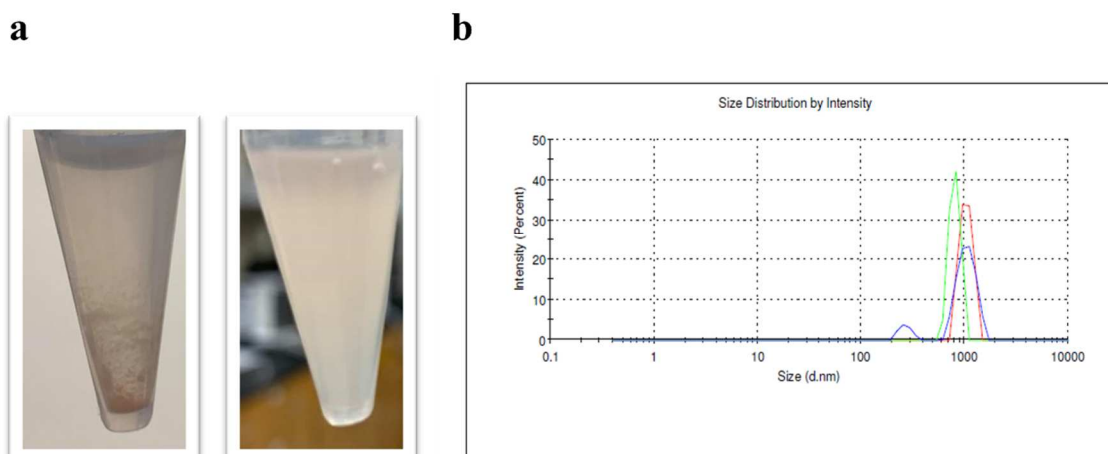 a
b
Size Distribution by Intensity
Intensity (Percent)
50
40
30
20
10
0
0.1 1 10 100 1000 10000
Size (d.nm)